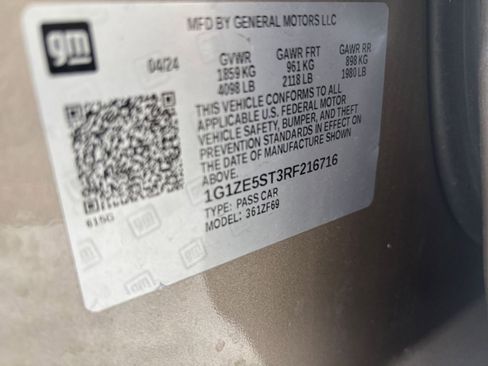 gm
MFD BY GENERAL MOTORS LLC
04/24 GVWR GAWR FRT GAWR RR
1859 KG 961 KG 898 KG
4098 LB 2118 LB 1980 LB
THIS VEHICLE CONFORMS TO ALL
APPLICABLE U.S. FEDERAL MOTOR
VEHICLE SAFETY, BUMPER, AND THEFT
PREVENTION STANDARDS IN EFFECT ON
THE DATE OF MANUFACTURE SHOWN
ABOVE.
1G1ZE5ST3RF216716
TYPE: PASS CAR
MODEL: 361ZF69
615G